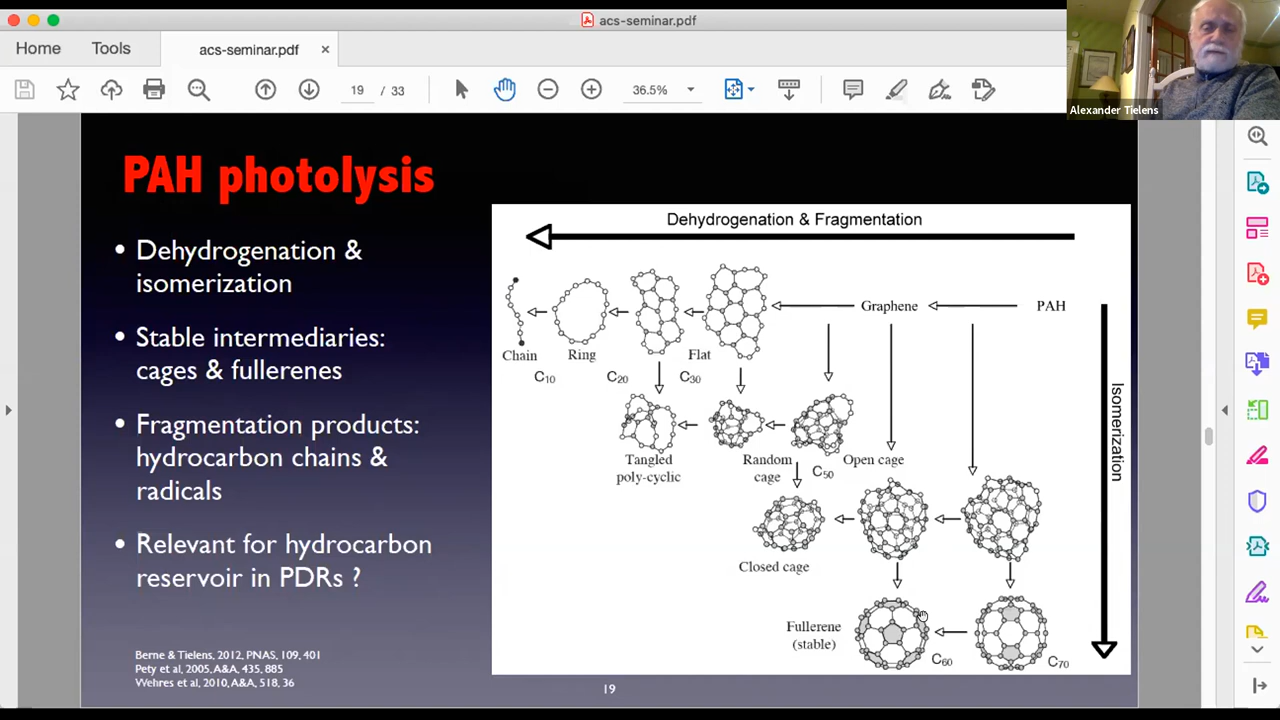 acs-seminar.pdf
Home
Tools
acs-seminar.pdf
×
19 / 33
36.5%
Alexander Tielens
PAH photolysis
• Dehydrogenation &
isomerization
• Stable intermediaries:
cages & fullerenes
• Fragmentation products:
hydrocarbon chains &
radicals
• Relevant for hydrocarbon
reservoir in PDRs ?
Berne & Tielens, 2012, PNAS, 109, 401
Pety et al, 2005, A&A, 435, 885
Wehres et al, 2010, A&A, 518, 36
19
Dehydrogenation & Fragmentation
Graphene
PAH
Chain
Ring
Flat
C10
C20
C30
Isomerization
Tangled
poly-cyclic
Random
cage
C50
Open cage
Closed cage
Fullerene
(stable)
C60
C70